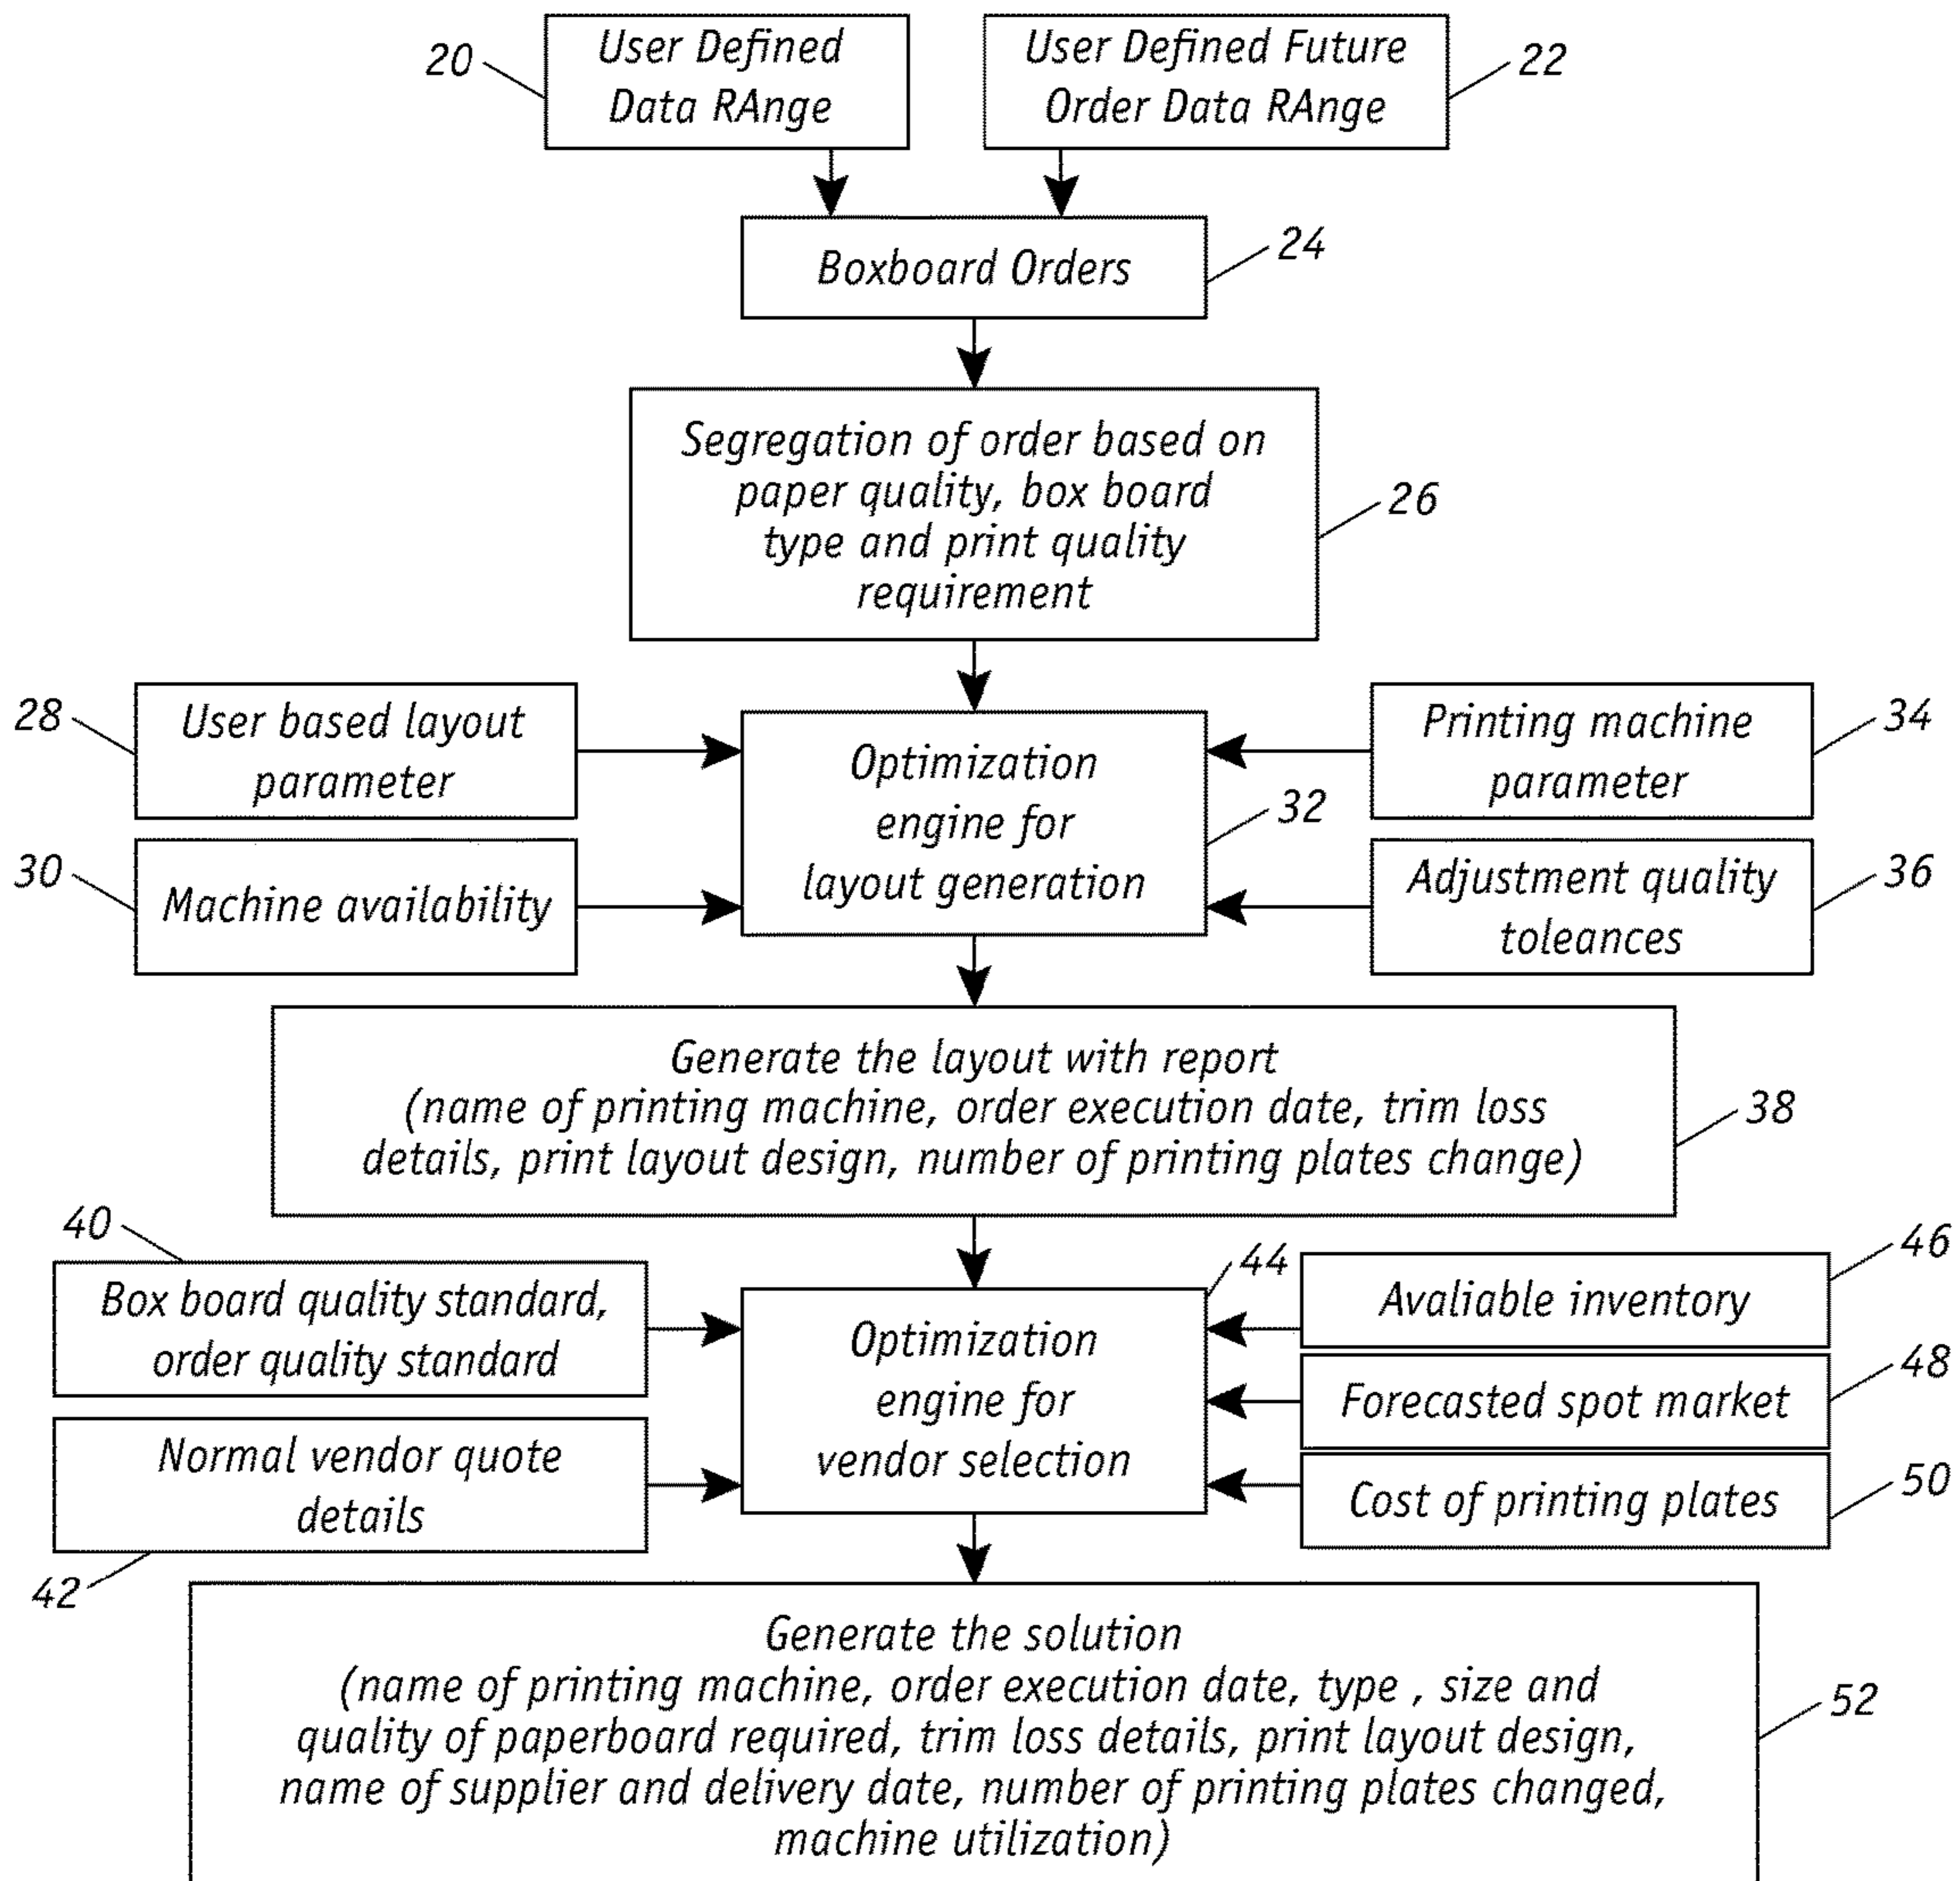 20
User Defined
Data RAnge
User Defined Future
Order Data RAnge
22
Boxboard Orders
24
Segregation of order based on
paper quality, box board
type and print quality
requirement
26
28
User based layout
parameter
30
Machine availability
Optimization
engine for
layout generation
32
Printing machine
parameter
34
Adjustment quality
toleances
36
Generate the layout with report
(name of printing machine, order execution date, trim loss
details, print layout design, number of printing plates change)
38
40
Box board quality standard,
order quality standard
Normal vendor quote
details
42
Optimization
engine for
vendor selection
44
Avaliable inventory
46
Forecasted spot market
48
Cost of printing plates
50
Generate the solution
(name of printing machine, order execution date, type , size and
quality of paperboard required, trim loss details, print layout design,
name of supplier and delivery date, number of printing plates changed,
machine utilization)
52